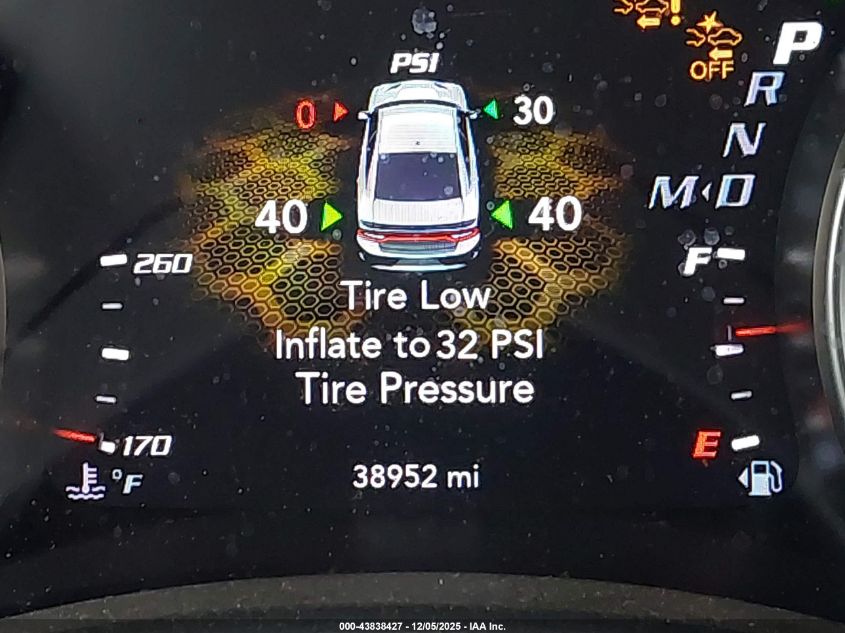 PSI
OFF
P
R
N
M D
0 30
40 40
260
F
Tire Low
Inflate to 32 PSI
Tire Pressure
170
E
°F
38952 mi
000-43838427 - 12/05/2025 - IAA Inc.